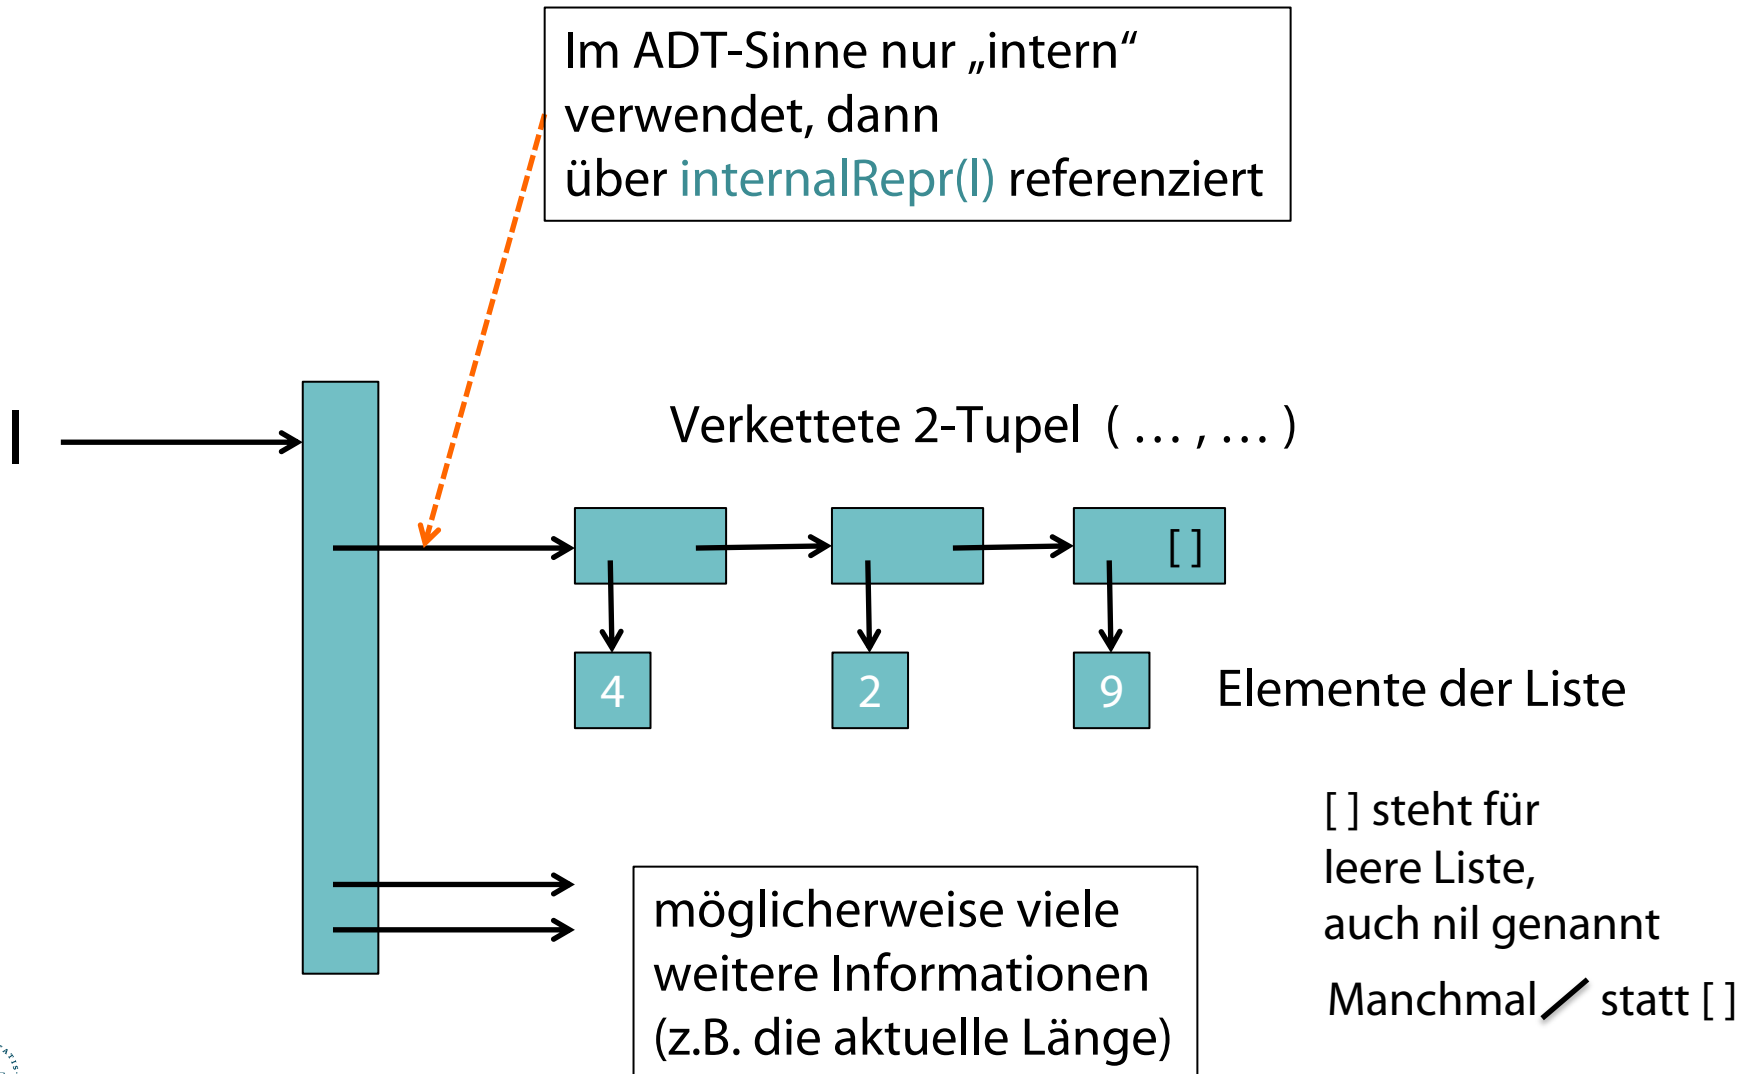 Im ADT-Sinne nur „intern“
verwendet, dann
über internalRepr(l) referenziert
l
Verkettete 2-Tupel ( … , … )
[ ]
4
2
9
Elemente der Liste
[ ] steht für
leere Liste,
auch nil genannt
Manchmal / statt [ ]
möglicherweise viele
weitere Informationen
(z.B. die aktuelle Länge)